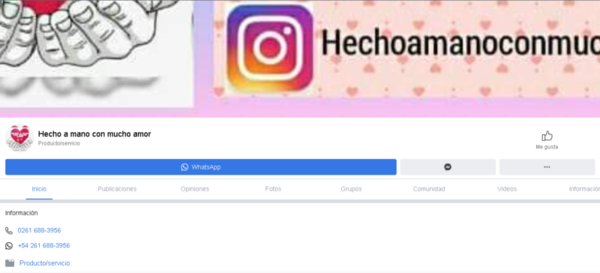 Hechoamanoconmuc
Hecho a mano con mucho amor
Producto/servicio
Me gusta
WhatsApp
Inicio Publicaciones Opiniones Fotos Grupos Comunidad Videos Informació
Información
0261 688-3956
+54 261 688-3956
Producto/servicio